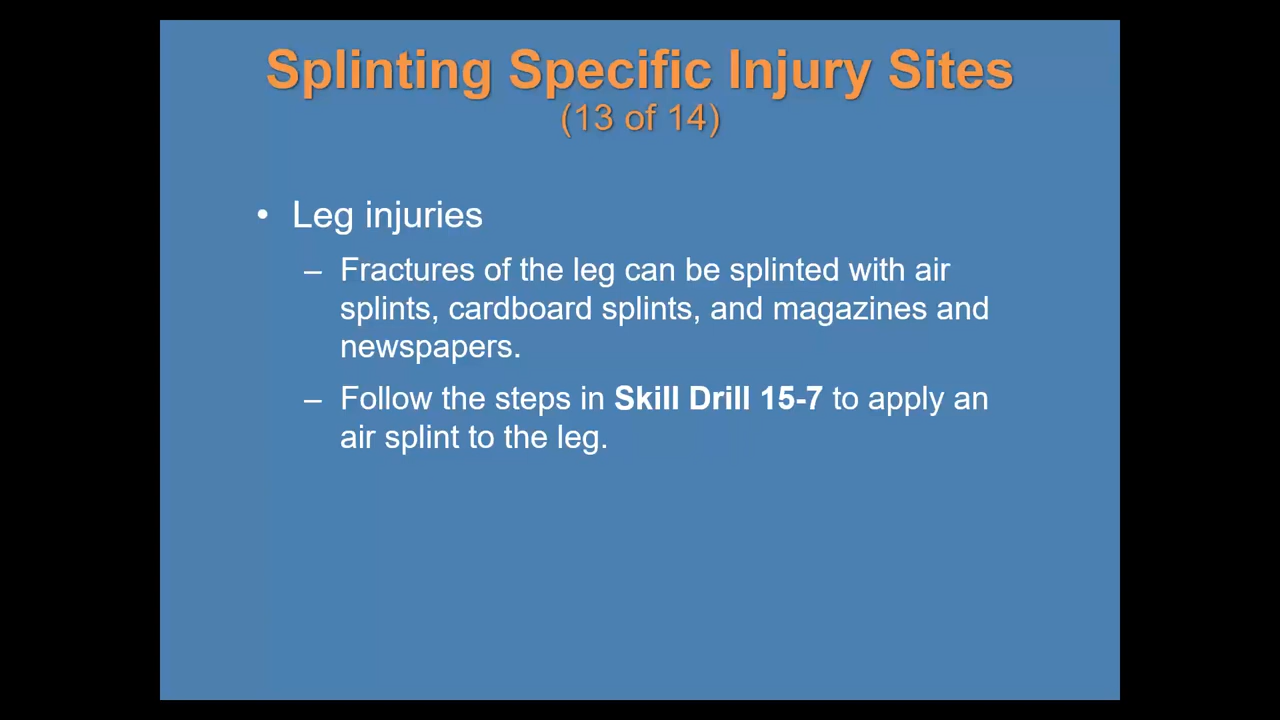 Splinting Specific Injury Sites
(13 of 14)
• Leg injuries
– Fractures of the leg can be splinted with air
splints, cardboard splints, and magazines and
newspapers.
– Follow the steps in Skill Drill 15-7 to apply an
air splint to the leg.